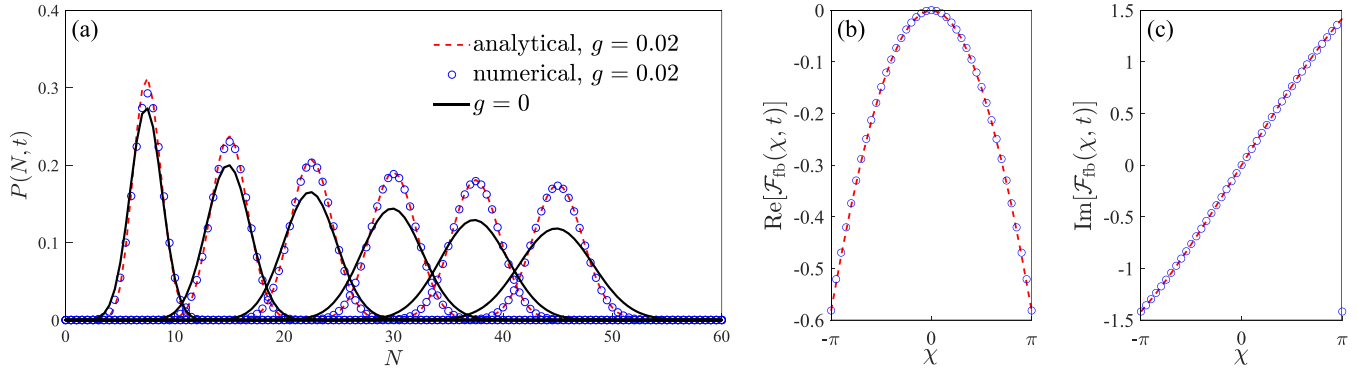 (a)
analytical, g = 0.02
numerical, g = 0.02
g = 0
P(N, t)
0.4
0.3
0.2
0.1
0
0 10 20 30 40 50 60
N
(b)
Re[ℱfb(χ, t)]
0
-0.1
-0.2
-0.3
-0.4
-0.5
-0.6
-π 0 π
χ
(c)
Im[ℱfb(χ, t)]
1.5
1
0.5
0
-0.5
-1
-1.5
-π 0 π
χ